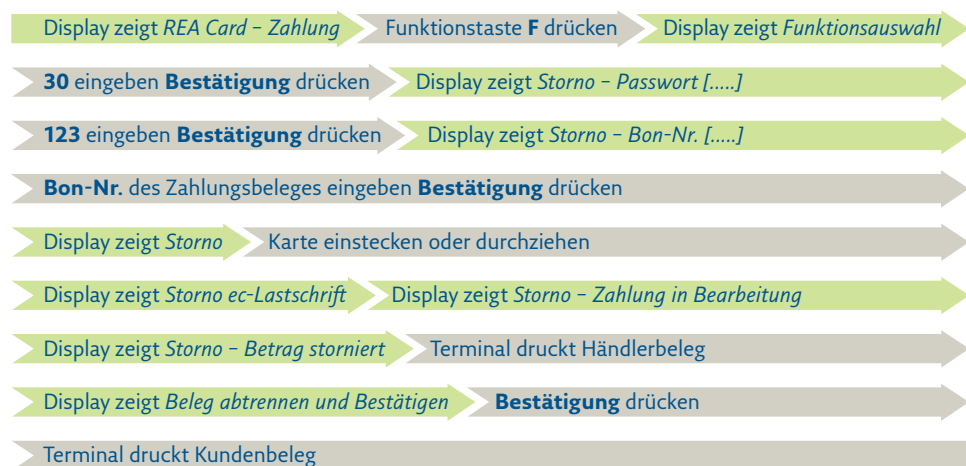 Display zeigt REA Card – Zahlung Funktionstaste F drücken Display zeigt Funktionsauswahl
30 eingeben Bestätigung drücken Display zeigt Storno – Passwort [.....]
123 eingeben Bestätigung drücken Display zeigt Storno – Bon-Nr. [.....]
Bon-Nr. des Zahlungsbeleges eingeben Bestätigung drücken
Display zeigt Storno Karte einstecken oder durchziehen
Display zeigt Storno ec-Lastschrift Display zeigt Storno – Zahlung in Bearbeitung
Display zeigt Storno – Betrag storniert Terminal druckt Händlerbeleg
Display zeigt Beleg abtrennen und Bestätigen Bestätigung drücken
Terminal druckt Kundenbeleg